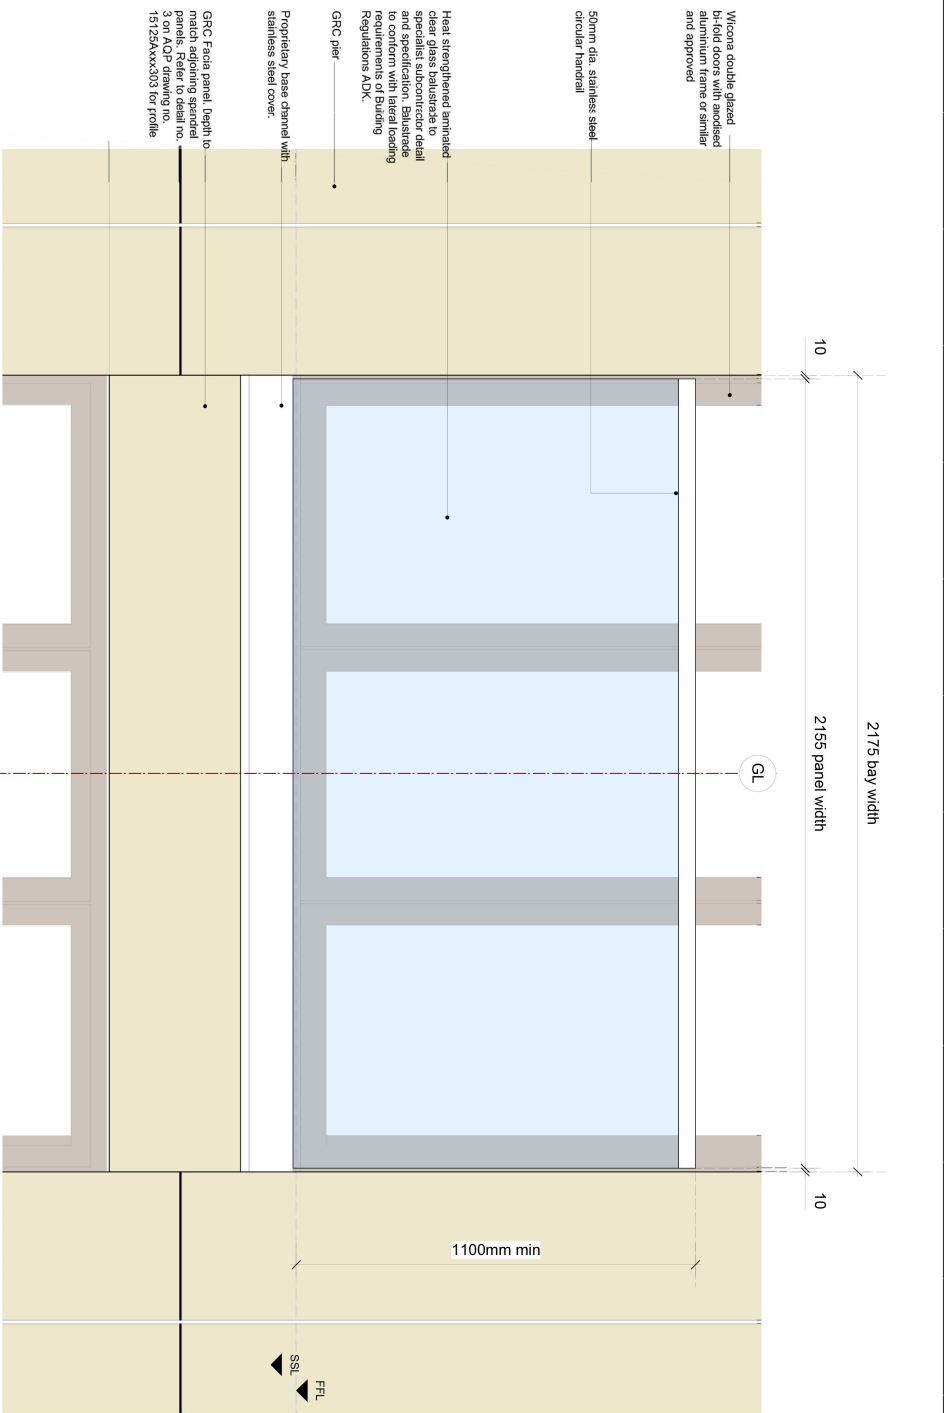 Wicona double glazed
bi-fold doors with anodised
aluminium frame or similar
and approved
50mm dia. stainless steel
circular handrail
Heat strengthened laminated
clear glass balustrade to
specialist subcontractor detail
and specification. Balustrade
to conform with lateral loading
requirements of Buiding
Regulations ADK.
GRC pier
Proprietary base channel with
stainless steel cover.
GRC Facia panel. Depth to
match adjoining spandrel
panels. Refer to detail no.
3 on AQP drawing no.
15125Axxx303 for profile
10
2175 bay width
2155 panel width
GL
10
1100mm min
SSL
FFL